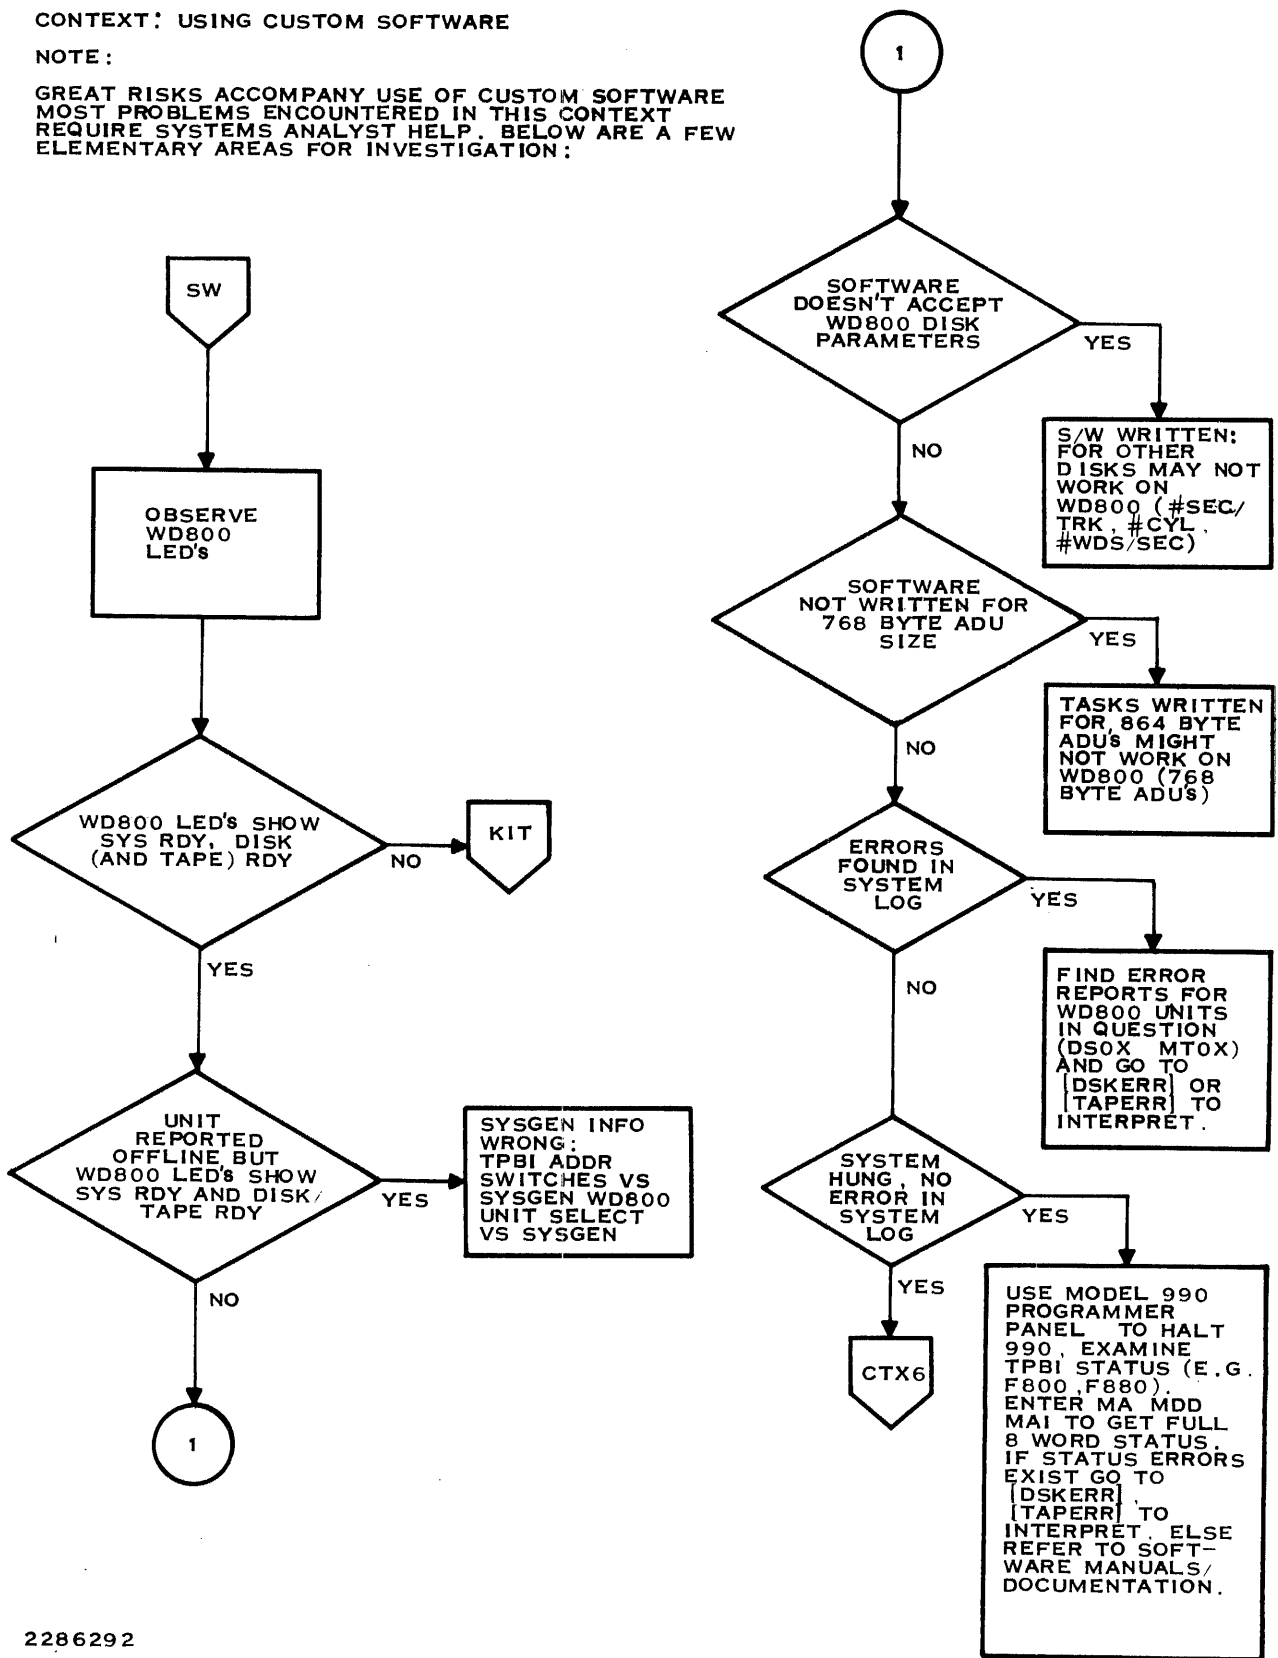 CONTEXT: USING CUSTOM SOFTWARE
NOTE:
GREAT RISKS ACCOMPANY USE OF CUSTOM SOFTWARE
MOST PROBLEMS ENCOUNTERED IN THIS CONTEXT
REQUIRE SYSTEMS ANALYST HELP. BELOW ARE A FEW
ELEMENTARY AREAS FOR INVESTIGATION:
SW
OBSERVE
WD800
LED's
WD800 LED's SHOW
SYS RDY, DISK
(AND TAPE) RDY
NO
KIT
YES
UNIT
REPORTED
OFFLINE BUT
WD800 LED's SHOW
SYS RDY AND DISK/
TAPE RDY
YES
SYSGEN INFO
WRONG:
TPBI ADDR
SWITCHES VS
SYSGEN WD800
UNIT SELECT
VS SYSGEN
NO
1
1
SOFTWARE
DOESN'T ACCEPT
WD800 DISK
PARAMETERS
YES
S/W WRITTEN:
FOR OTHER
DISKS MAY NOT
WORK ON
WD800 (#SEC/
TRK, #CYL,
#WDS/SEC)
NO
SOFTWARE
NOT WRITTEN FOR
768 BYTE ADU
SIZE
YES
TASKS WRITTEN
FOR, 864 BYTE
ADU's MIGHT
NOT WORK ON
WD800 (768
BYTE ADU's)
NO
ERRORS
FOUND IN
SYSTEM
LOG
YES
FIND ERROR
REPORTS FOR
WD800 UNITS
IN QUESTION
(DS0X MT0X)
AND GO TO
[DSKERR] OR
[TAPERR] TO
INTERPRET.
NO
SYSTEM
HUNG, NO
ERROR IN
SYSTEM
LOG
YES
USE MODEL 990
PROGRAMMER
PANEL TO HALT
990, EXAMINE
TPBI STATUS (E.G.
F800,F880).
ENTER MA MDD
MAI TO GET FULL
8 WORD STATUS.
IF STATUS ERRORS
EXIST GO TO
[DSKERR],
[TAPERR] TO
INTERPRET. ELSE
REFER TO SOFT-
WARE MANUALS/
DOCUMENTATION.
YES
CTX6
2286292